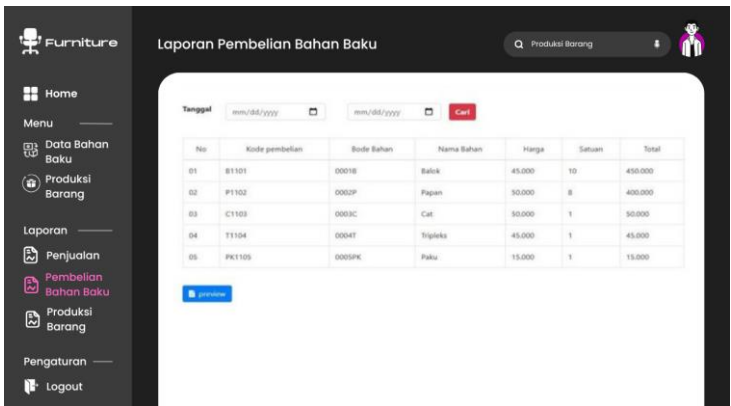 Furniture
Laporan Pembelian Bahan Baku
Produksi Barang
Home
Menu
Data Bahan
Baku
Produksi
Barang
Laporan
Penjualan
Pembelian
Bahan Baku
Produksi
Barang
Pengaturan
Logout
Tanggal mm/dd/yyyy mm/dd/yyyy Cari
No Kode pembelian Bode Bahan Nama Bahan Harga Satuan Total
01 B1101 0001B Balok 45.000 10 450.000
02 P1102 0002P Papan 50.000 8 400.000
03 C1103 0003C Cat 50.000 1 50.000
04 T1104 0004T Tripleks 45.000 1 45.000
05 PK1105 0005PK Paku 15.000 1 15.000
preview